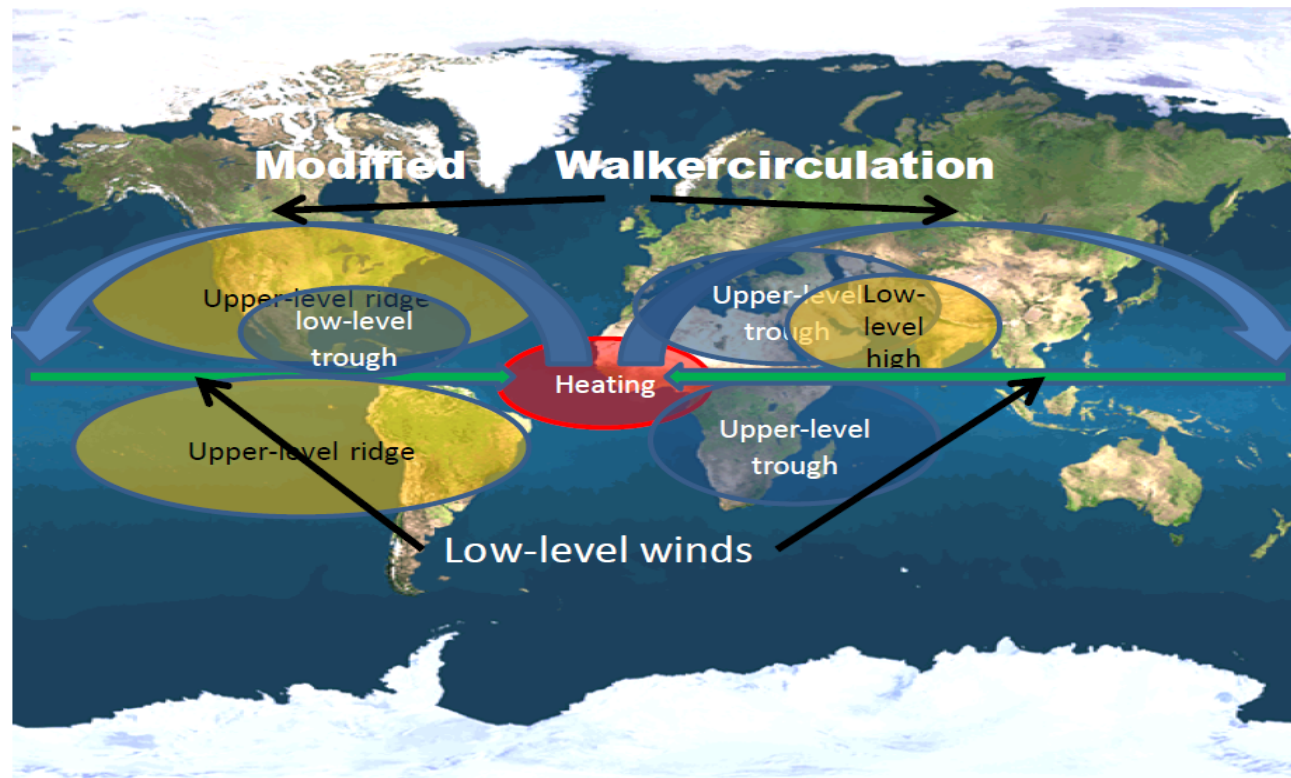 Modified Walkercirculation
Upper-level ridge
low-level
trough
Upper-level
trough
Low-
level
high
Heating
Upper-level ridge
Upper-level
trough
Low-level winds